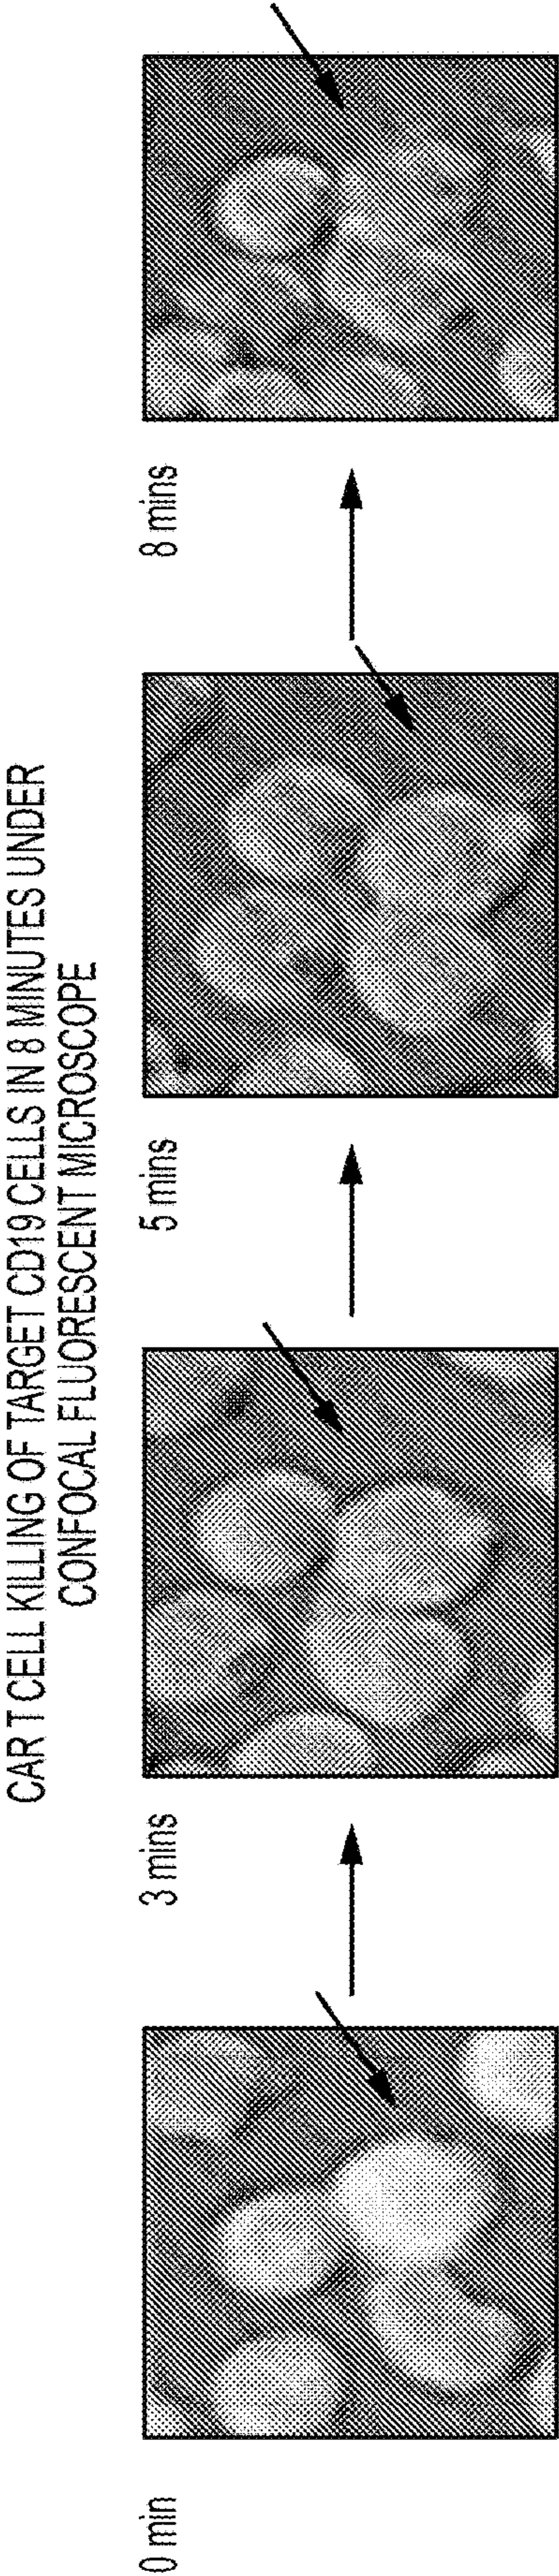 CAR T CELL KILLING OF TARGET CD19 CELLS IN 8 MINUTES UNDER
CONFOCAL FLUORESCENT MICROSCOPE
0 min
3 mins
5 mins
8 mins